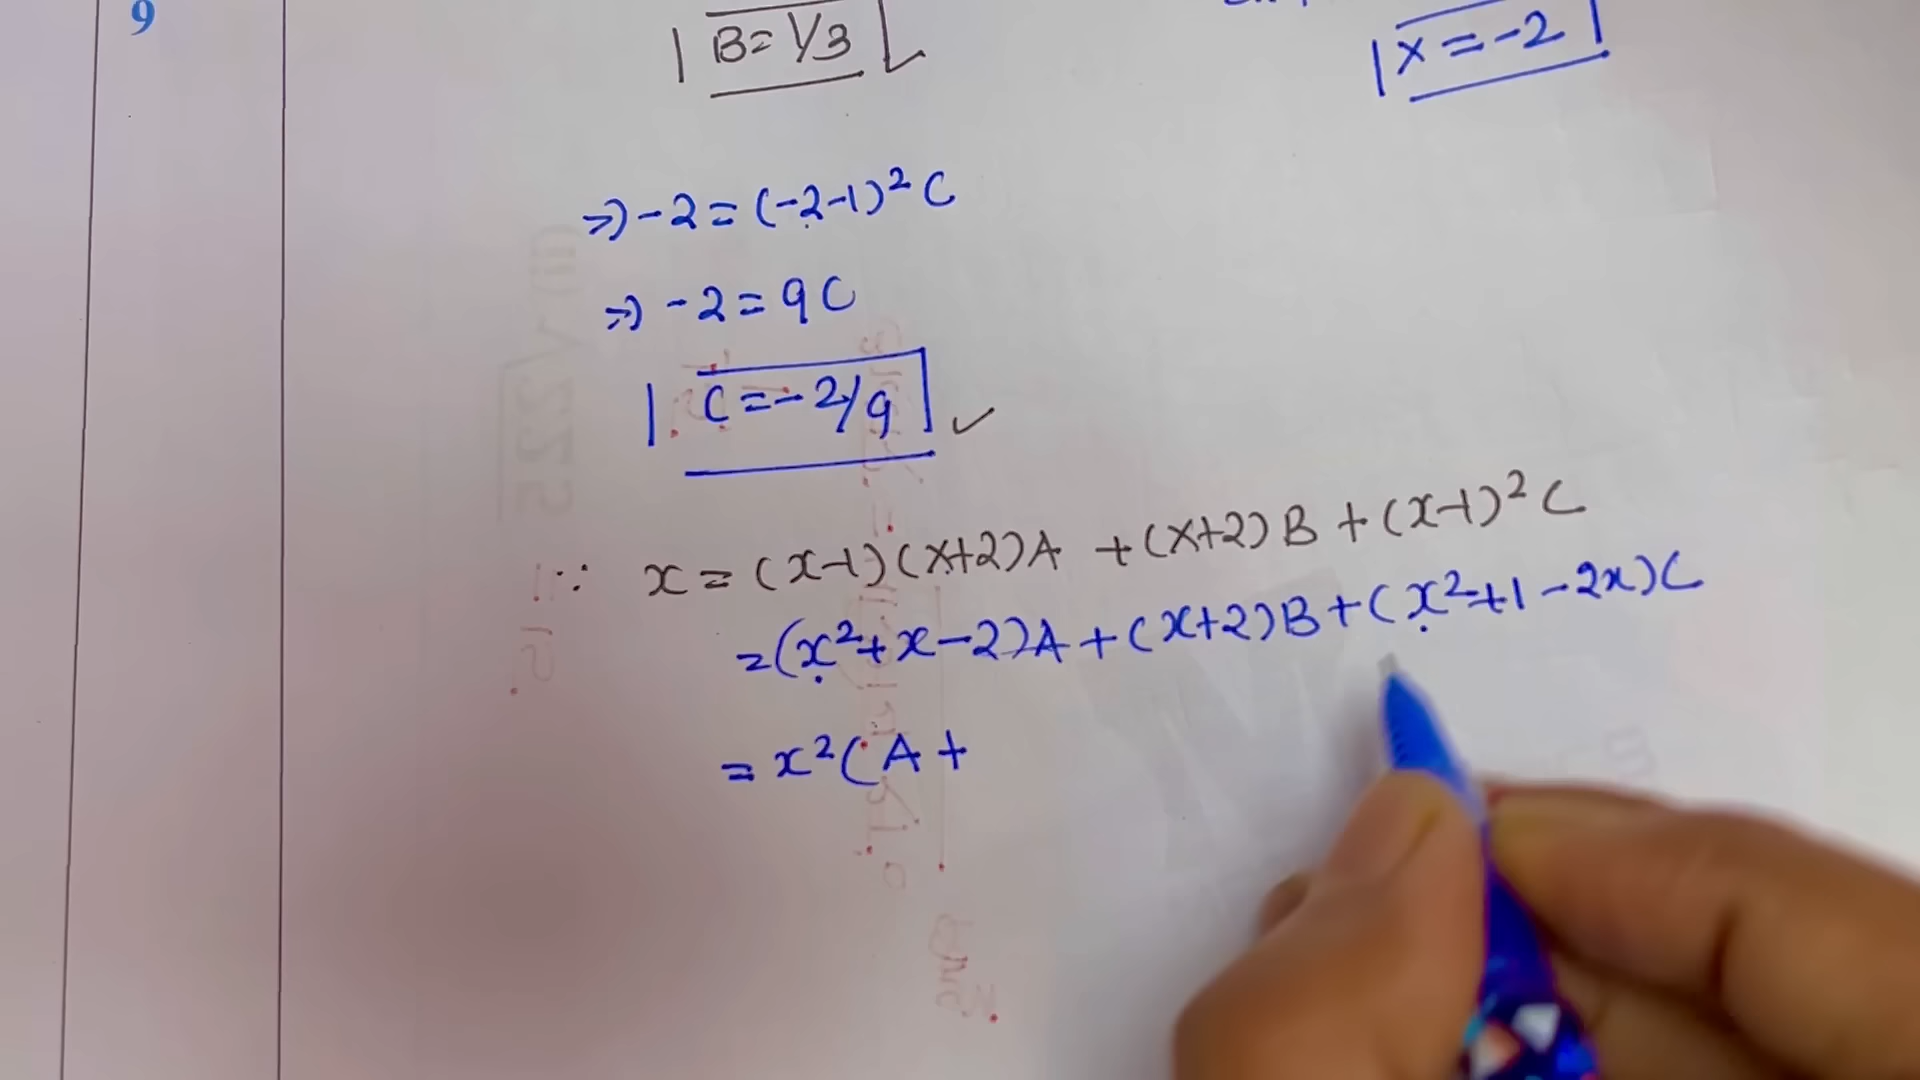 9
B = 1/3
x = -2
⇒ -2 = (-2-1)² C
⇒ -2 = 9C
C = -2/9 ✓
∵ x = (x-1)(x+2)A + (x+2)B + (x-1)² C
= (x²+x-2)A + (x+2)B + (x²+1-2x)C
= x²(A +